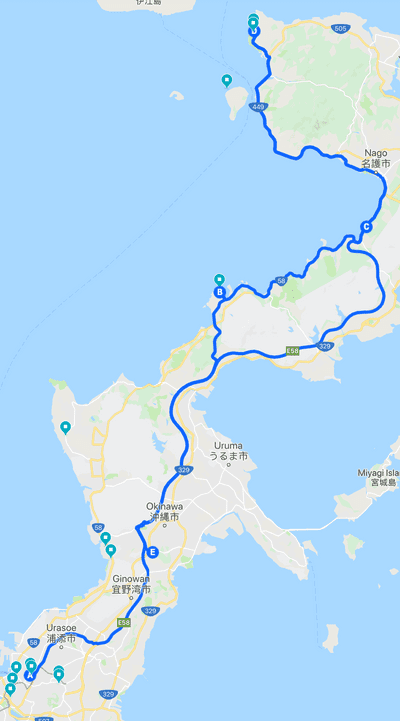 伊江島
D
505
449
Nago
名護市
C
58
B
E58
329
Uruma
うるま市
Miyagi Isla
宮城島
329
Okinawa
沖縄市
58
E
Ginowan
宜野湾市
329
E58
Urasoe
浦添市
58
A
329